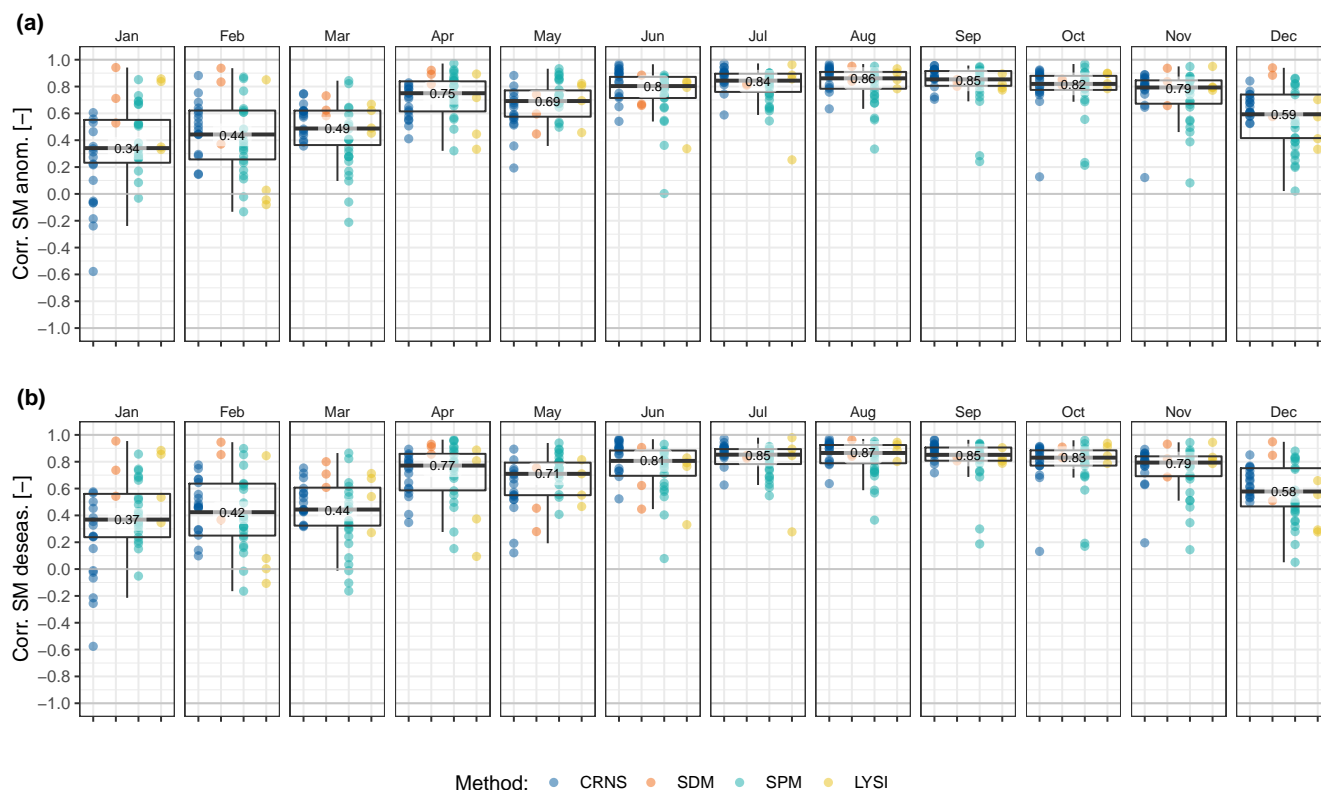 (a)
Jan Feb Mar Apr May Jun Jul Aug Sep Oct Nov Dec
Corr. SM anom. [−]
1.0
0.8
0.6
0.4
0.2
0.0
−0.2
−0.4
−0.6
−0.8
−1.0
0.34 0.44 0.49 0.75 0.69 0.8 0.84 0.86 0.85 0.82 0.79 0.59
(b)
Jan Feb Mar Apr May Jun Jul Aug Sep Oct Nov Dec
Corr. SM deseas. [−]
1.0
0.8
0.6
0.4
0.2
0.0
−0.2
−0.4
−0.6
−0.8
−1.0
0.37 0.42 0.44 0.77 0.71 0.81 0.85 0.87 0.85 0.83 0.79 0.58
Method: CRNS SDM SPM LYSI